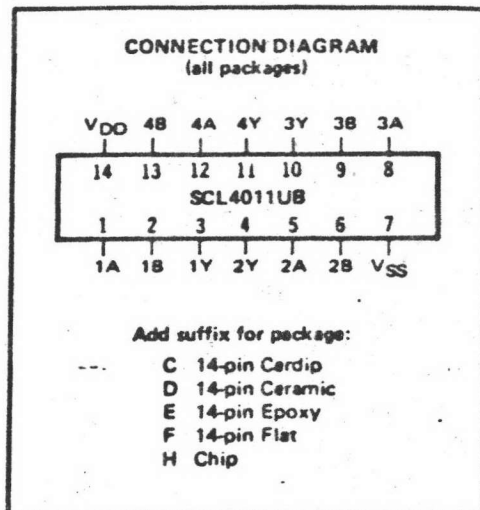 CONNECTION DIAGRAM
(all packages)
VDD 4B 4A 4Y 3Y 3B 3A
14 13 12 11 10 9 8
SCL4011UB
1 2 3 4 5 6 7
1A 1B 1Y 2Y 2A 2B VSS
Add suffix for package:
C 14-pin Cerdip
D 14-pin Ceramic
E 14-pin Epoxy
F 14-pin Flat
H Chip